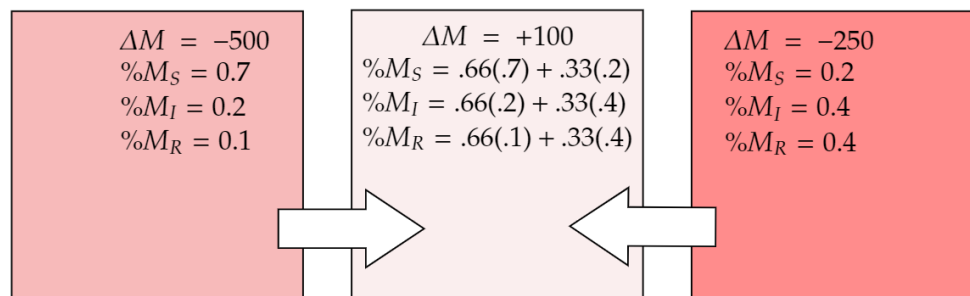 ΔM = −500
%M_S = 0.7
%M_I = 0.2
%M_R = 0.1
ΔM = +100
%M_S = .66(.7) + .33(.2)
%M_I = .66(.2) + .33(.4)
%M_R = .66(.1) + .33(.4)
ΔM = −250
%M_S = 0.2
%M_I = 0.4
%M_R = 0.4